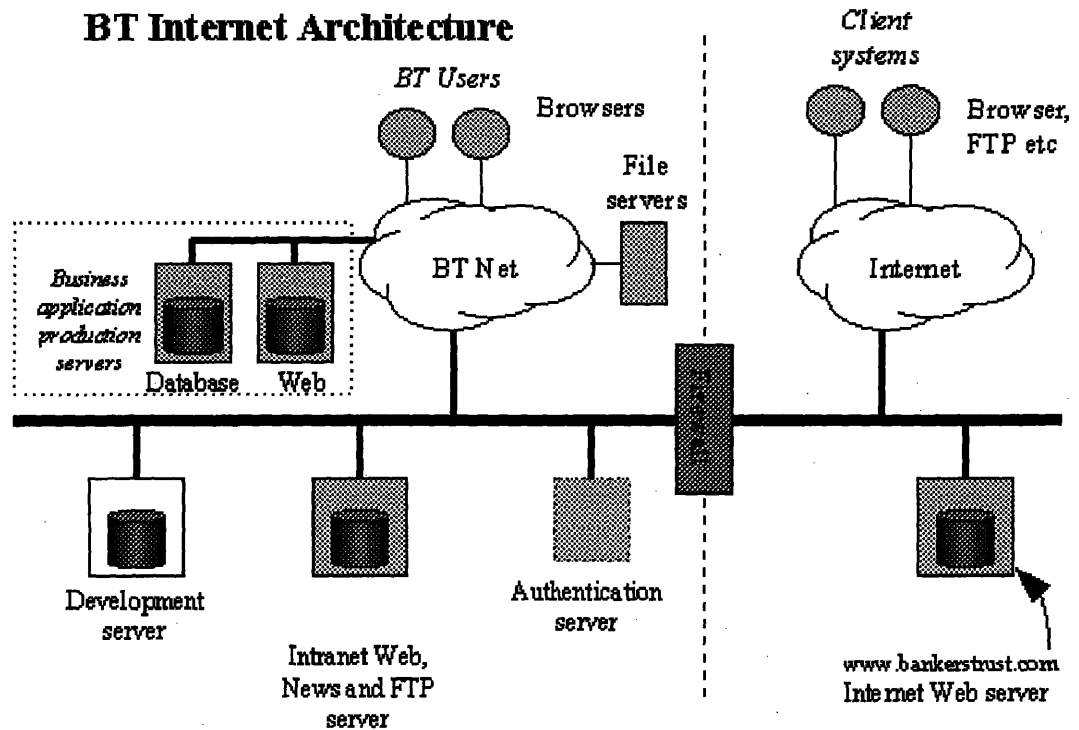 BT Internet Architecture
BT Users
Browsers
File
servers
BT Net
Business
application
production
servers
Database
Web
Client
systems
Browser,
FTP etc
Internet
Development
server
Intranet Web,
News and FTP
server
Authentication
server
www.bankerstrust.com
Internet Web server